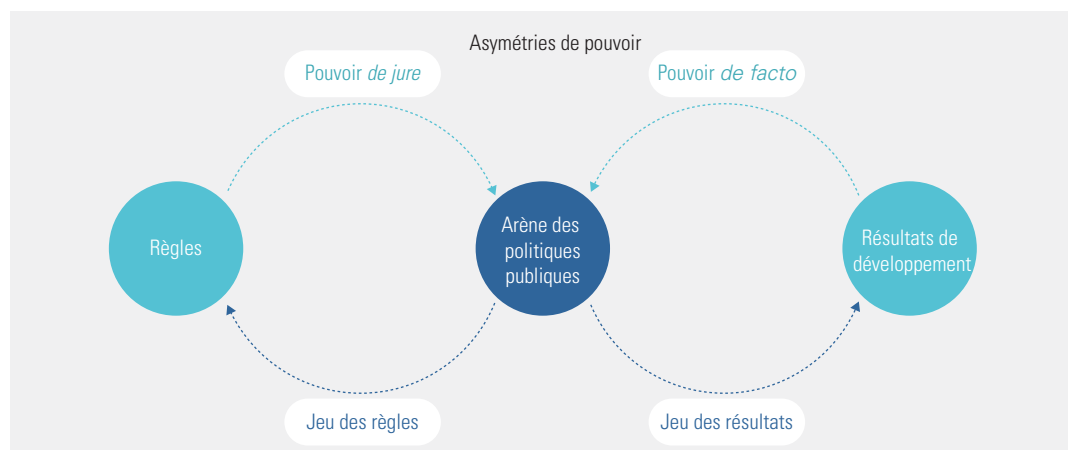 Asymétries de pouvoir
Pouvoir de jure
Pouvoir de facto
Règles
Arène des
politiques
publiques
Résultats de
développement
Jeu des règles
Jeu des résultats